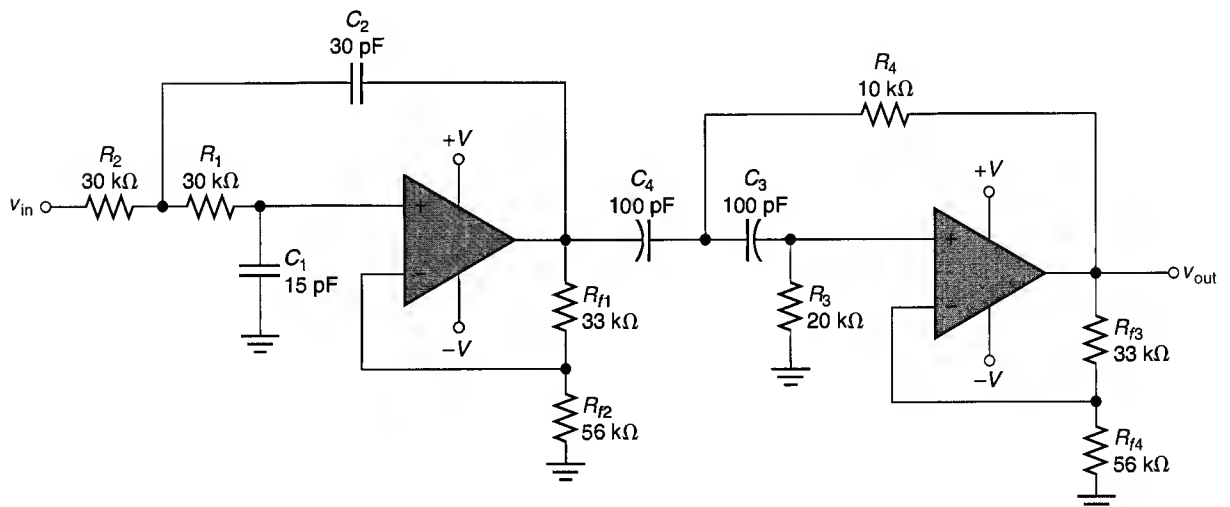 C2
30 pF
R4
10 kΩ
+V
R2
30 kΩ
R1
30 kΩ
+V
C4
100 pF
C3
100 pF
vin
+
−
C1
15 pF
−V
Rf1
33 kΩ
Rf2
56 kΩ
R3
20 kΩ
+
−
−V
vout
Rf3
33 kΩ
Rf4
56 kΩ